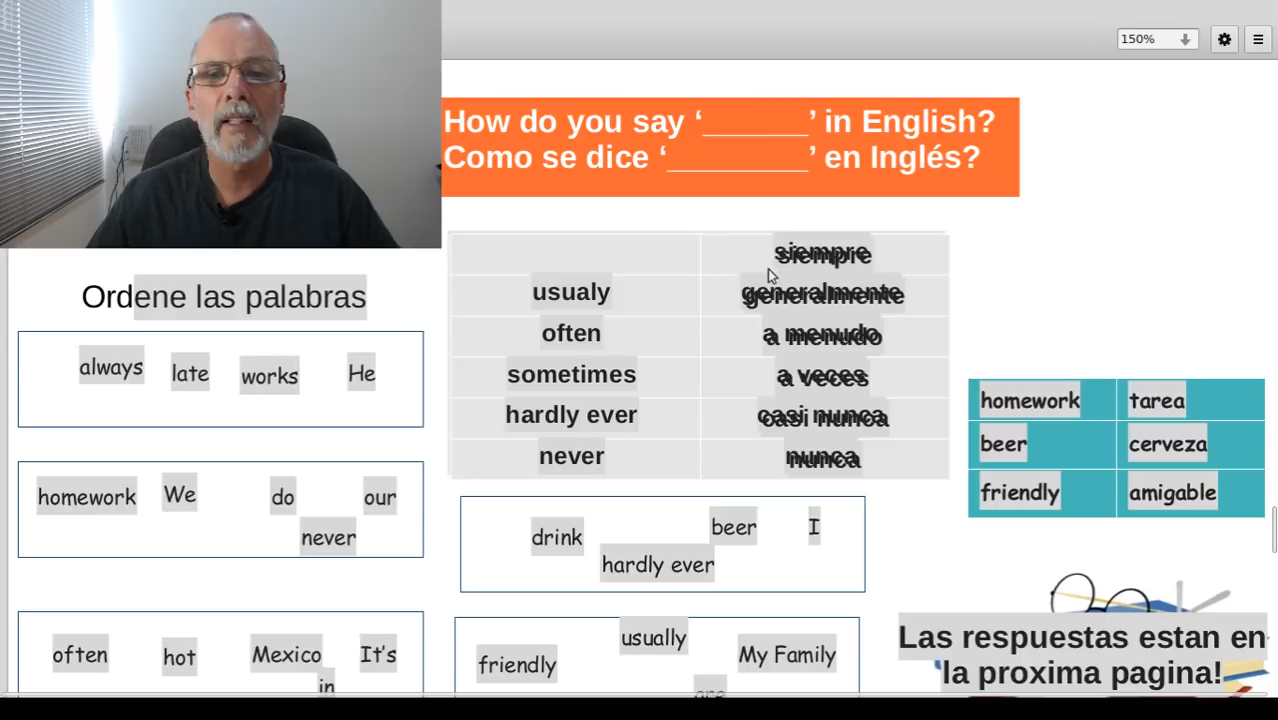 150%
How do you say ‘______’ in English?
Como se dice ‘________’ en Inglés?
siempre
usualy generalmente
often a menudo
sometimes a veces
hardly ever casi nunca
never nunca
Ordene las palabras
always late works He
homework We do our
never
often hot Mexico It's
in
drink beer I
hardly ever
usually
friendly My Family
are
homework tarea
beer cerveza
friendly amigable
Las respuestas estan en
la proxima pagina!